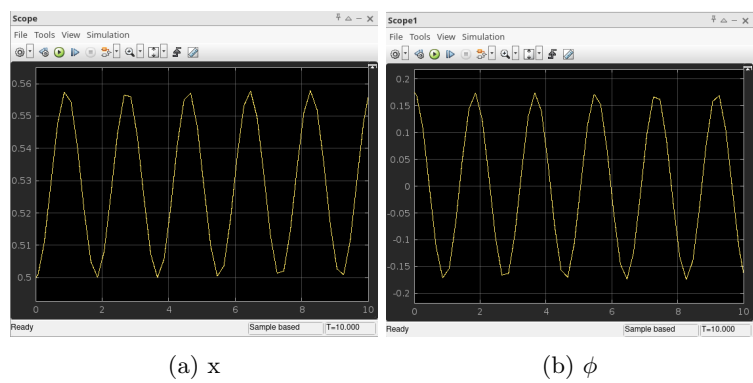 Scope
File Tools View Simulation
0.56
0.55
0.54
0.53
0.52
0.51
0.5
0 2 4 6 8 10
Ready Sample based T=10.000
(a) x
Scope1
File Tools View Simulation
0.2
0.15
0.1
0.05
0
-0.05
-0.1
-0.15
-0.2
0 2 4 6 8 10
Ready Sample based T=10.000
(b) ϕ